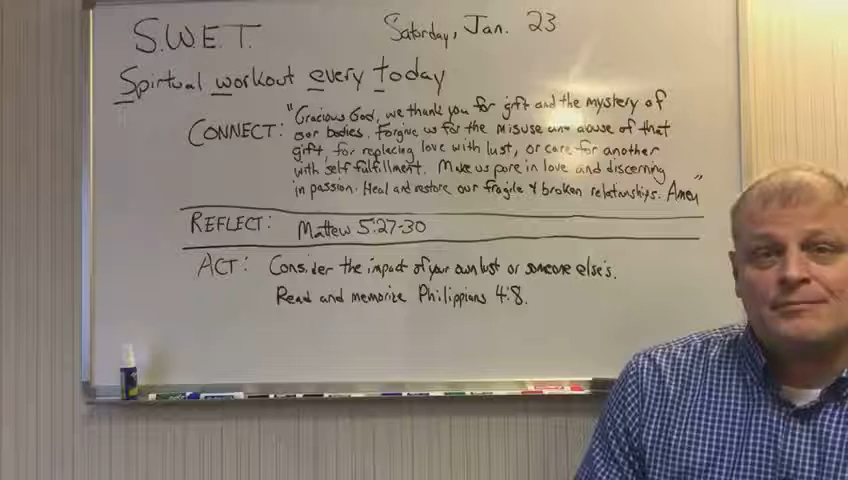 S.W.E.T.
Saturday, Jan. 23
Spirtual workout every today
CONNECT: "Gracious God, we thank you for gift and the mystery of
our bodies. Forgive us for the misuse and abuse of that
gift, for replacing love with lust, or care for another
with self fulfillment. Make us pure in love and discerning
in passion. Heal and restore our fragile & broken relationships. Amen"
REFLECT: Mattew 5:27-30
ACT: Consider the impact of your own lust or someone else's.
Read and memorize Philippians 4:8.